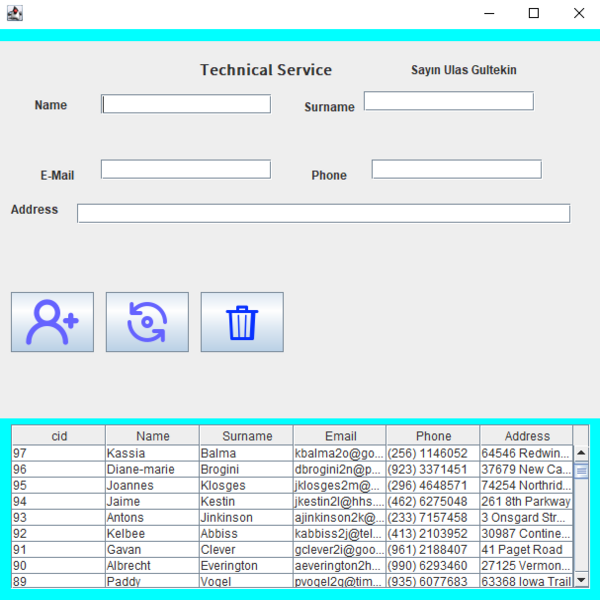 Technical Service Sayın Ulas Gultekin
Name Surname
E-Mail Phone
Address
cid Name Surname Email Phone Address
97 Kassia Balma kbalma2o@go... (256) 1146052 64546 Redwin...
96 Diane-marie Brogini dbrogini2n@p... (923) 3371451 37679 New Ca...
95 Joannes Klosges jklosges2m@... (296) 4648571 74254 Northrid...
94 Jaime Kestin jkestin2l@hhs... (462) 6275048 261 8th Parkway
93 Antons Jinkinson ajinkinson2k@... (233) 7157458 3 Onsgard Str...
92 Kelbee Abbiss kabbiss2j@tel... (413) 2103952 30987 Contine...
91 Gavan Clever gclever2i@goo... (961) 2188407 41 Paget Road
90 Albrecht Everington aeverington2h... (990) 6293460 27125 Vermon...
89 Paddy Vogel pvogel2g@tim... (935) 6077683 63368 Iowa Trail